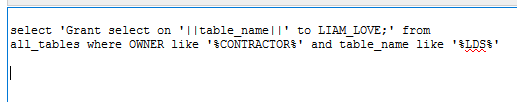 select 'Grant select on '||table_name||' to LIAM_LOVE;' from
all_tables where OWNER like '%CONTRACTOR%' and table_name like '%LDS%'